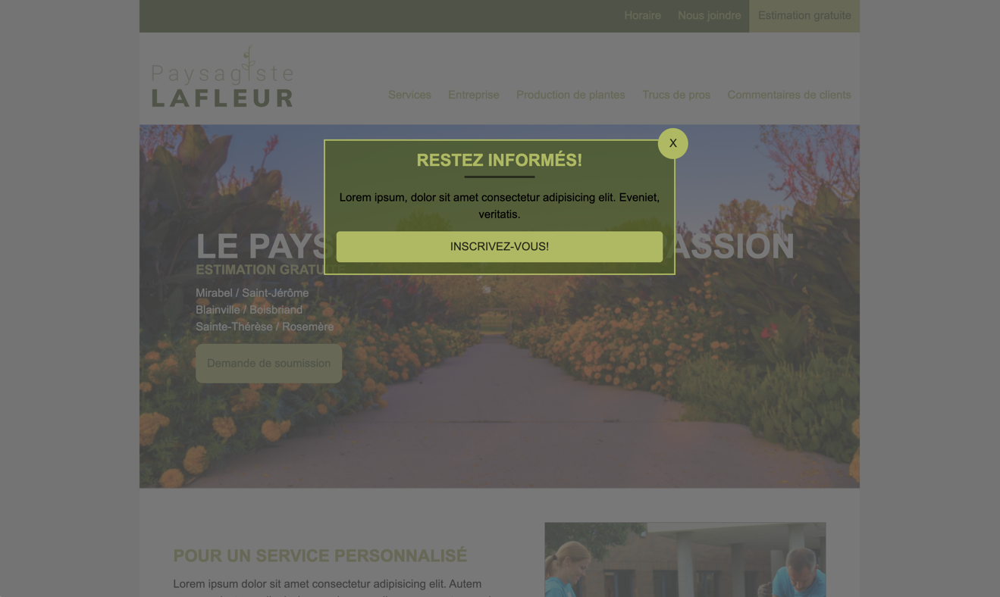 Horaire Nous joindre Estimation gratuite
Paysagiste
LAFLEUR
Services Entreprise Production de plantes Trucs de pros Commentaires de clients
X
RESTEZ INFORMÉS!
Lorem ipsum, dolor sit amet consectetur adipisicing elit. Eveniet,
veritatis.
INSCRIVEZ-VOUS!
LE PAYS ASSION
ESTIMATION GRATUITE
Mirabel / Saint-Jérôme
Blainville / Boisbriand
Sainte-Thérèse / Rosemère
Demande de soumission
POUR UN SERVICE PERSONNALISÉ
Lorem ipsum dolor sit amet consectetur adipisicing elit. Autem